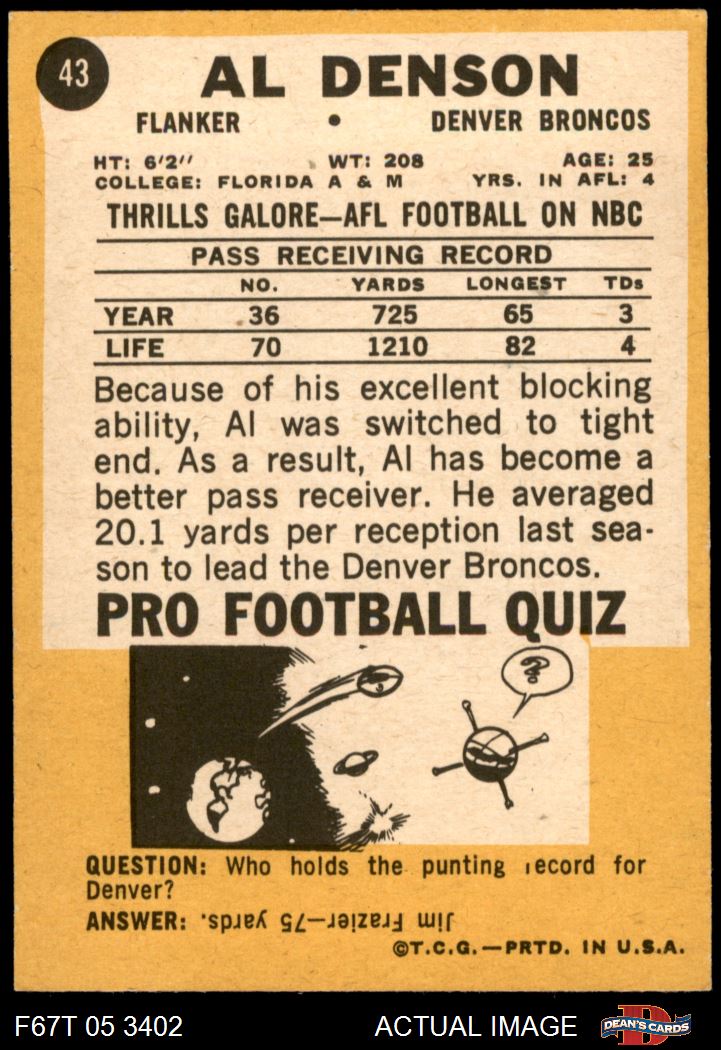 43
AL DENSON
FLANKER • DENVER BRONCOS
HT: 6'2" WT: 208 AGE: 25
COLLEGE: FLORIDA A & M YRS. IN AFL: 4
THRILLS GALORE—AFL FOOTBALL ON NBC
PASS RECEIVING RECORD
NO. YARDS LONGEST TDs
YEAR 36 725 65 3
LIFE 70 1210 82 4
Because of his excellent blocking
ability, Al was switched to tight
end. As a result, Al has become a
better pass receiver. He averaged
20.1 yards per reception last sea-
son to lead the Denver Broncos.
PRO FOOTBALL QUIZ
?
QUESTION: Who holds the punting record for
Denver?
ANSWER: Jim Frazier—75 yards.
©T.C.G.—PRTD. IN U.S.A.
F67T 05 3402 ACTUAL IMAGE D DEAN'S CARDS